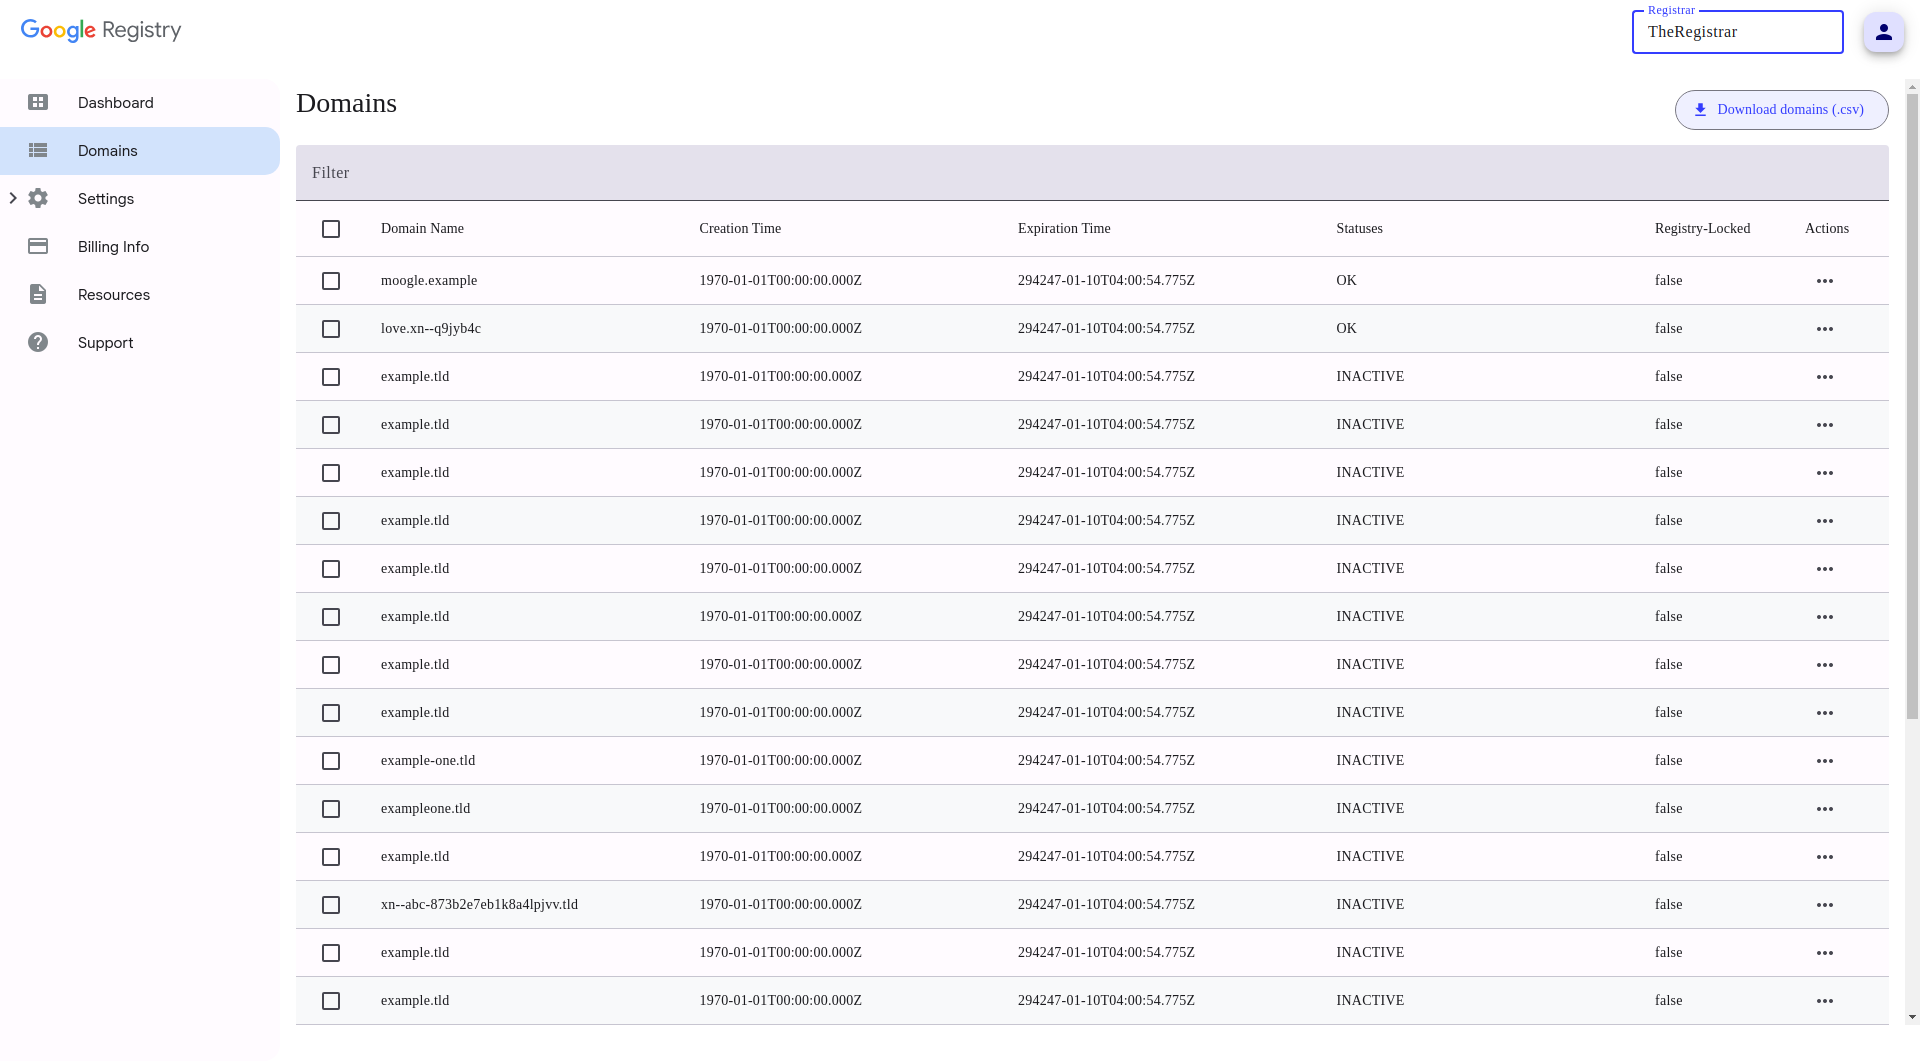 Google Registry
Registrar
TheRegistrar
Dashboard
Domains
Settings
Billing Info
Resources
Support
Domains
Download domains (.csv)
Filter
Domain Name Creation Time Expiration Time Statuses Registry-Locked Actions
moogle.example 1970-01-01T00:00:00.000Z 294247-01-10T04:00:54.775Z OK false
love.xn--q9jyb4c 1970-01-01T00:00:00.000Z 294247-01-10T04:00:54.775Z OK false
example.tld 1970-01-01T00:00:00.000Z 294247-01-10T04:00:54.775Z INACTIVE false
example.tld 1970-01-01T00:00:00.000Z 294247-01-10T04:00:54.775Z INACTIVE false
example.tld 1970-01-01T00:00:00.000Z 294247-01-10T04:00:54.775Z INACTIVE false
example.tld 1970-01-01T00:00:00.000Z 294247-01-10T04:00:54.775Z INACTIVE false
example.tld 1970-01-01T00:00:00.000Z 294247-01-10T04:00:54.775Z INACTIVE false
example.tld 1970-01-01T00:00:00.000Z 294247-01-10T04:00:54.775Z INACTIVE false
example.tld 1970-01-01T00:00:00.000Z 294247-01-10T04:00:54.775Z INACTIVE false
example.tld 1970-01-01T00:00:00.000Z 294247-01-10T04:00:54.775Z INACTIVE false
example-one.tld 1970-01-01T00:00:00.000Z 294247-01-10T04:00:54.775Z INACTIVE false
exampleone.tld 1970-01-01T00:00:00.000Z 294247-01-10T04:00:54.775Z INACTIVE false
example.tld 1970-01-01T00:00:00.000Z 294247-01-10T04:00:54.775Z INACTIVE false
xn--abc-873b2e7eb1k8a4lpjvv.tld 1970-01-01T00:00:00.000Z 294247-01-10T04:00:54.775Z INACTIVE false
example.tld 1970-01-01T00:00:00.000Z 294247-01-10T04:00:54.775Z INACTIVE false
example.tld 1970-01-01T00:00:00.000Z 294247-01-10T04:00:54.775Z INACTIVE false